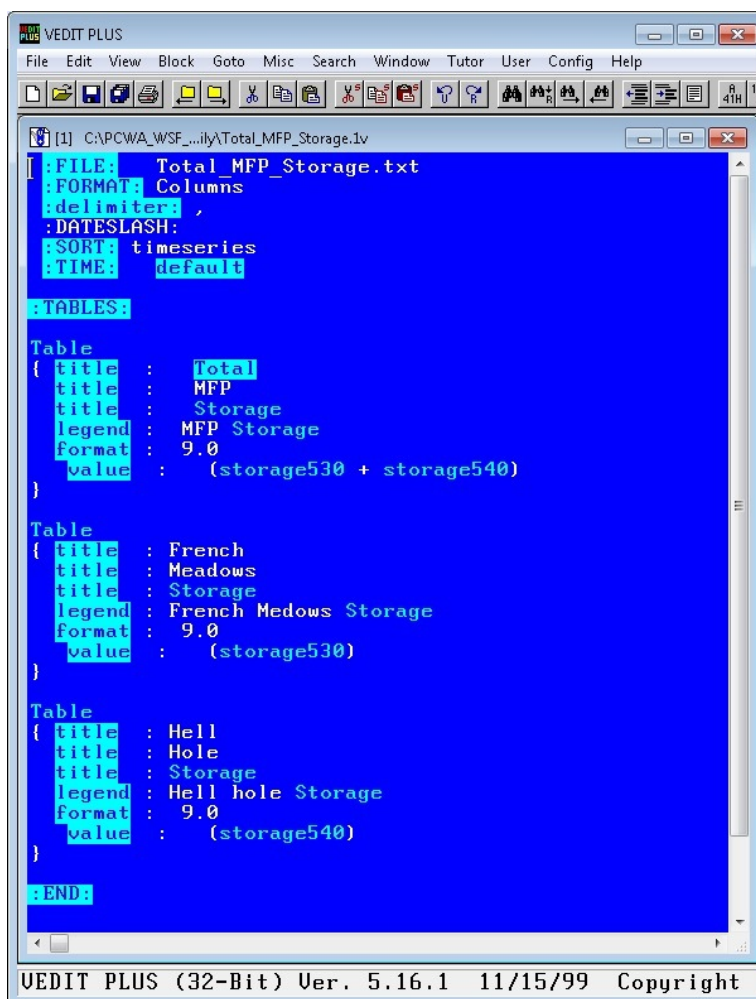 VEDIT PLUS
File Edit View Block Goto Misc Search Window Tutor User Config Help
[1] C:\PCWA_WSF_...ily\Total_MFP_Storage.1v
:FILE: Total_MFP_Storage.txt
:FORMAT: Columns
:delimiter: ,
:DATESLASH:
:SORT: timeseries
:TIME: default
:TABLES:
Table
{ title : Total
title : MFP
title : Storage
legend : MFP Storage
format : 9.0
value : (storage530 + storage540)
}
Table
{ title : French
title : Meadows
title : Storage
legend : French Medows Storage
format : 9.0
value : (storage530)
}
Table
{ title : Hell
title : Hole
title : Storage
legend : Hell hole Storage
format : 9.0
value : (storage540)
}
:END:
VEDIT PLUS (32-Bit) Ver. 5.16.1 11/15/99 Copyright